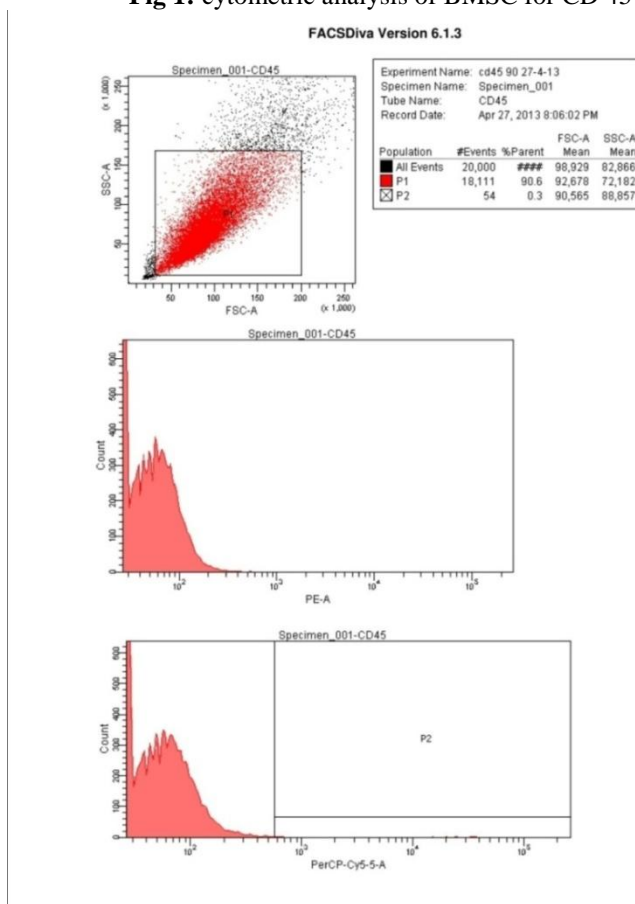 Fig 1: cytometric analysis of BMSC for CD 45
FACSDiva Version 6.1.3
Specimen_001-CD45
(x 1,000)
SSC-A
250
200
150
100
50
50 100 150 200 250
FSC-A (x 1,000)
Experiment Name: cd45 90 27-4-13
Specimen Name: Specimen_001
Tube Name: CD45
Record Date: Apr 27, 2013 8:06:02 PM
FSC-A SSC-A
Population #Events %Parent Mean Mean
All Events 20,000 #### 98,929 82,866
P1 18,111 90.6 92,678 72,182
P2 54 0.3 90,565 88,857
Specimen_001-CD45
Count
600
500
400
300
200
100
0
10² 10³ 10⁴ 10⁵
PE-A
Specimen_001-CD45
Count
600
500
400
300
200
100
0
P2
10² 10³ 10⁴ 10⁵
PerCP-Cy5-5-A